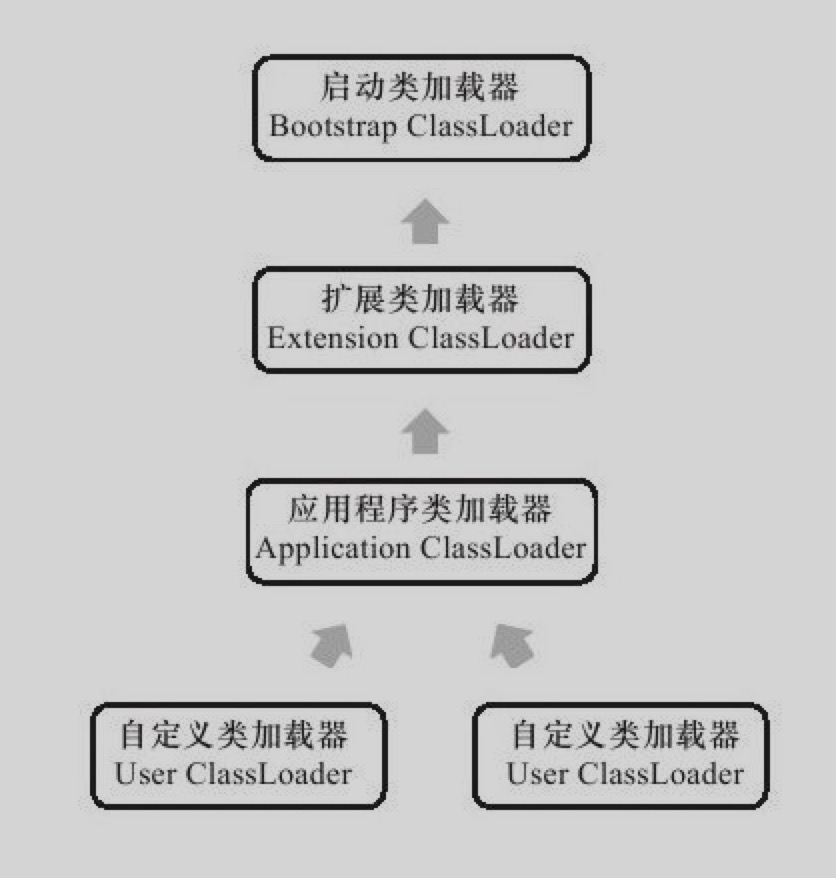 启动类加载器
Bootstrap ClassLoader
扩展类加载器
Extension ClassLoader
应用程序类加载器
Application ClassLoader
自定义类加载器
User ClassLoader
自定义类加载器
User ClassLoader